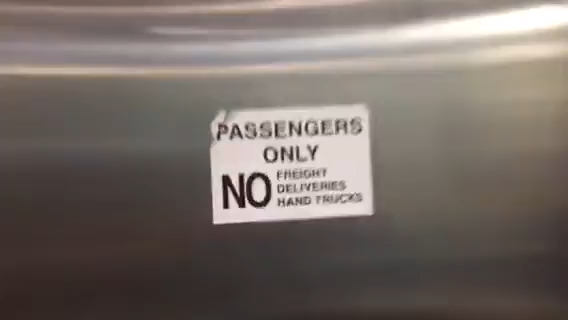 PASSENGERS
ONLY
NO FREIGHT
DELIVERIES
HAND TRUCKS